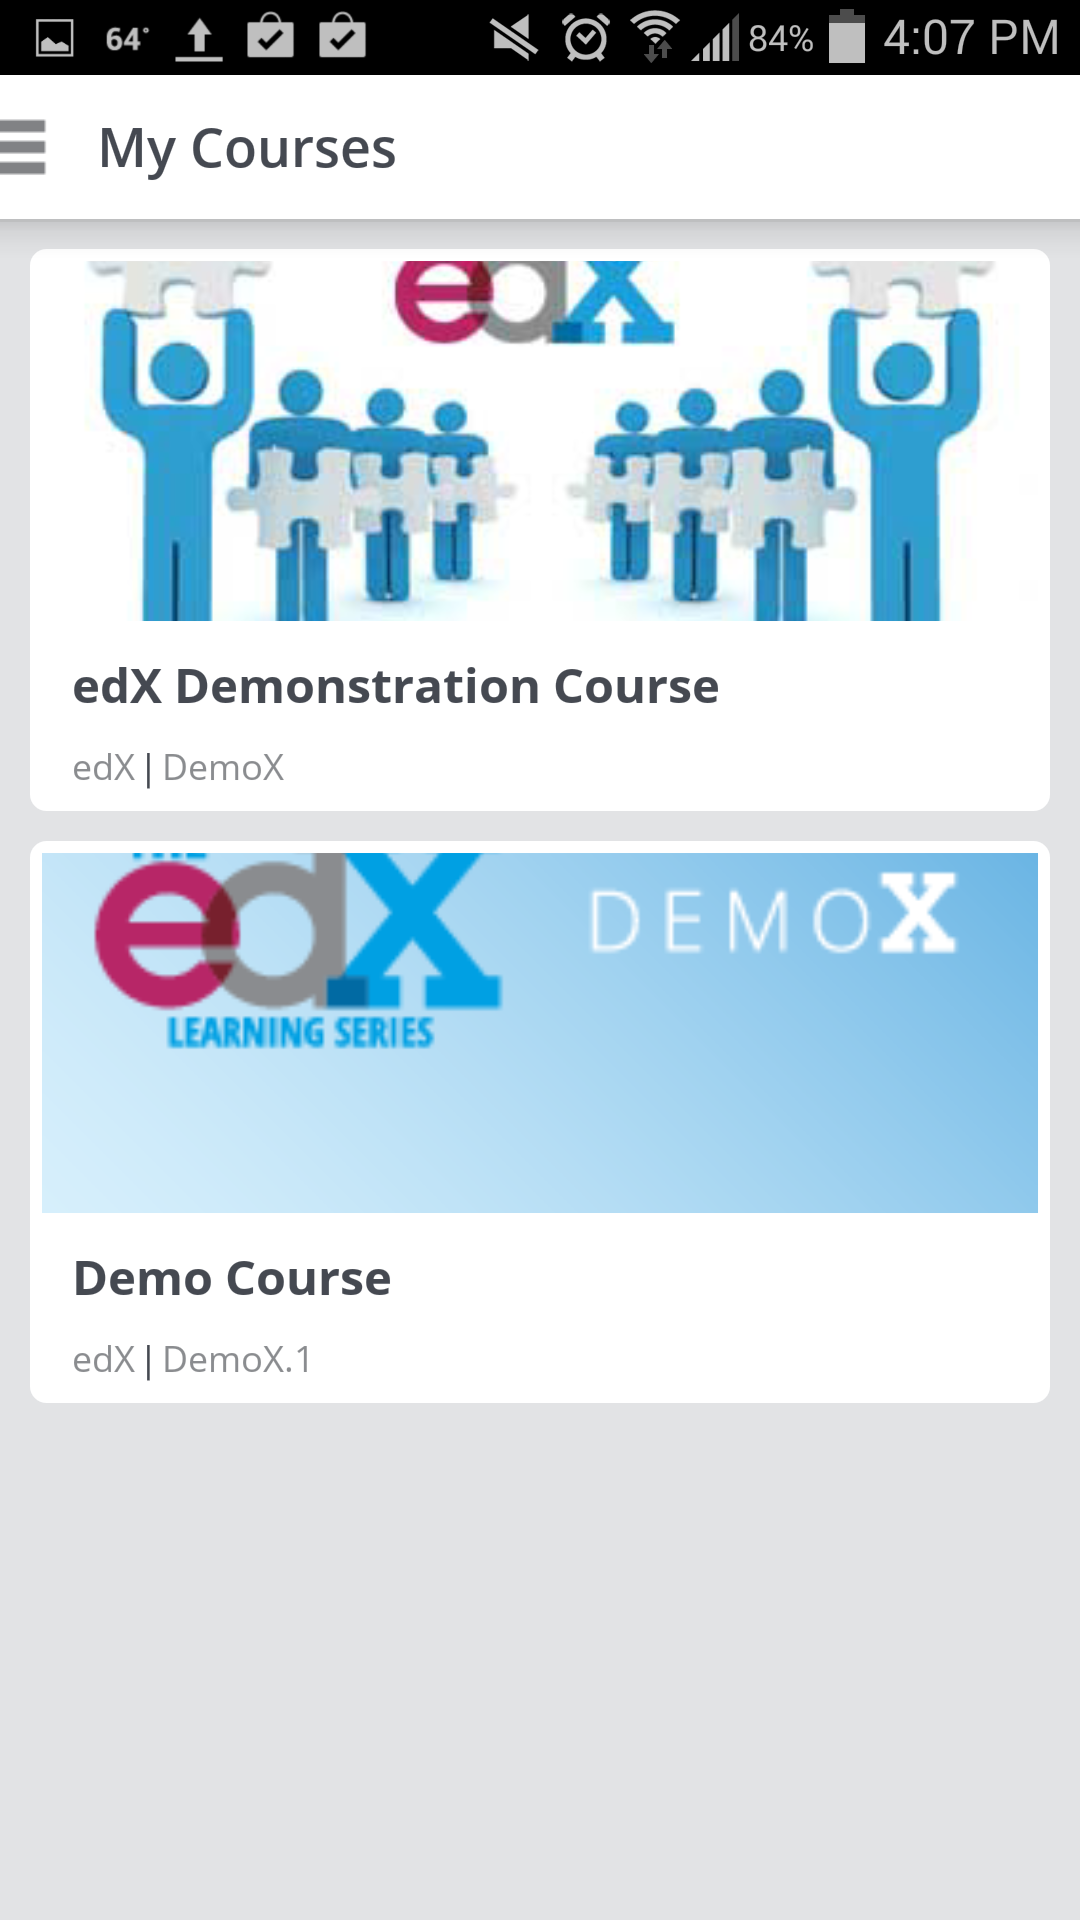 64°
84% 4:07 PM
My Courses
edX
edX Demonstration Course
edX | DemoX
edX DEMOX
LEARNING SERIES
Demo Course
edX | DemoX.1